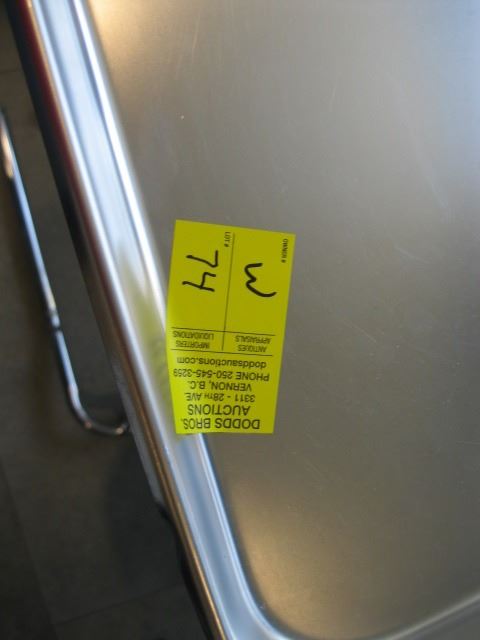 DODDS BROS.
AUCTIONS
3311 - 28TH AVE.
VERNON, B.C.
PHONE 250-545-3259
doddsauctions.com
ANTIQUES
APPRAISALS
IMPORTERS
LIQUIDATIONS
OWNER #
W
LOT #
74